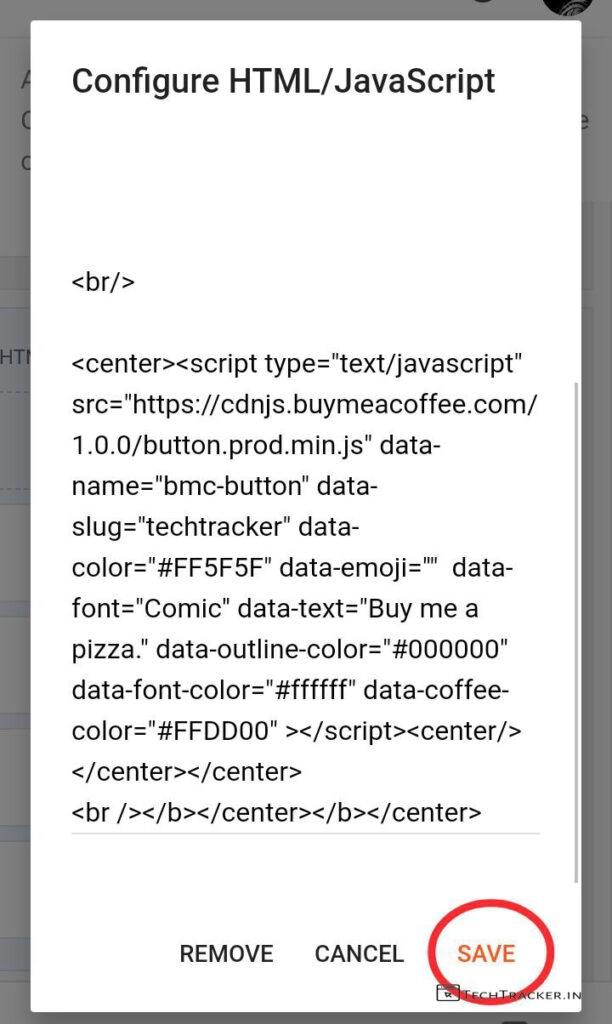 Configure HTML/JavaScript
<br/>
HTM
<center><script type="text/javascript"
src="https://cdnjs.buymeacoffee.com/
1.0.0/button.prod.min.js" data-
name="bmc-button" data-
slug="techtracker" data-
color="#FF5F5F" data-emoji=""  data-
font="Comic" data-text="Buy me a
pizza." data-outline-color="#000000"
data-font-color="#ffffff" data-coffee-
color="#FFDD00" ></script><center/>
</center></center>
<br /></b></center></b></center>
REMOVE CANCEL SAVE
TECHTRACKER.IN